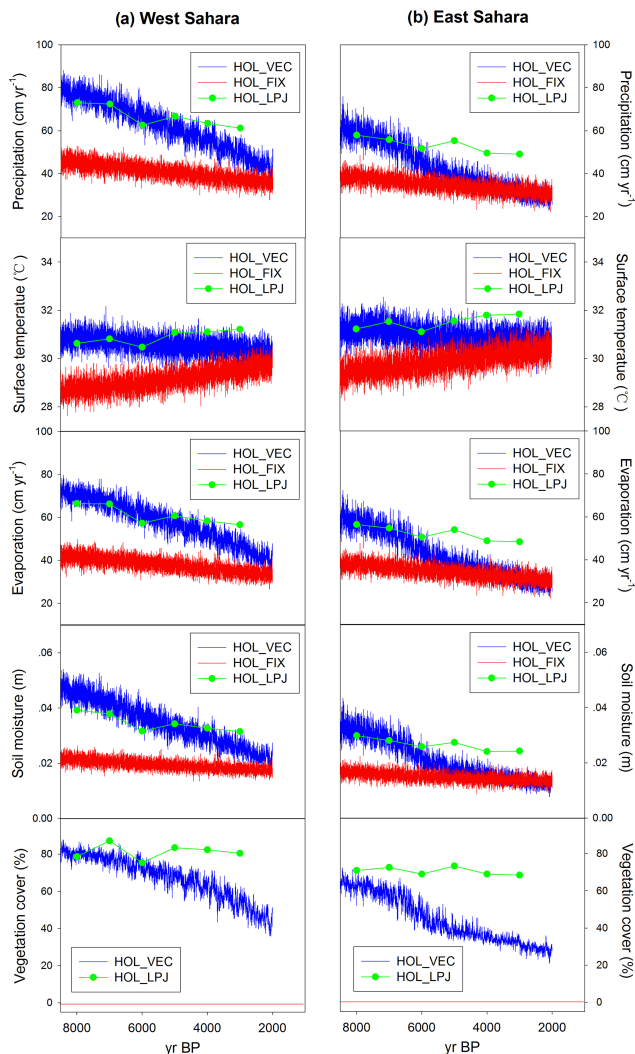 (a) West Sahara
(b) East Sahara
100
80
60
40
20
Precipitation (cm yr⁻¹)
HOL_VEC
HOL_FIX
HOL_LPJ
HOL_VEC
HOL_FIX
HOL_LPJ
100
80
60
40
20
Precipitation (cm yr⁻¹)
34
32
30
28
Surface temperatue (℃)
HOL_VEC
HOL_FIX
HOL_LPJ
HOL_VEC
HOL_FIX
HOL_LPJ
34
32
30
28
Surface temperatue (℃)
100
80
60
40
20
Evaporation (cm yr⁻¹)
HOL_VEC
HOL_FIX
HOL_LPJ
HOL_VEC
HOL_FIX
HOL_LPJ
100
80
60
40
20
Evaporation (cm yr⁻¹)
.06
.04
.02
0.00
Soil moisture (m)
HOL_VEC
HOL_FIX
HOL_LPJ
HOL_VEC
HOL_FIX
HOL_LPJ
.06
.04
.02
0.00
Soil moisture (m)
80
60
40
20
0
Vegetation cover (%)
HOL_VEC
HOL_LPJ
HOL_VEC
HOL_LPJ
80
60
40
20
0
Vegetation cover (%)
8000 6000 4000 2000
8000 6000 4000 2000
yr BP
yr BP